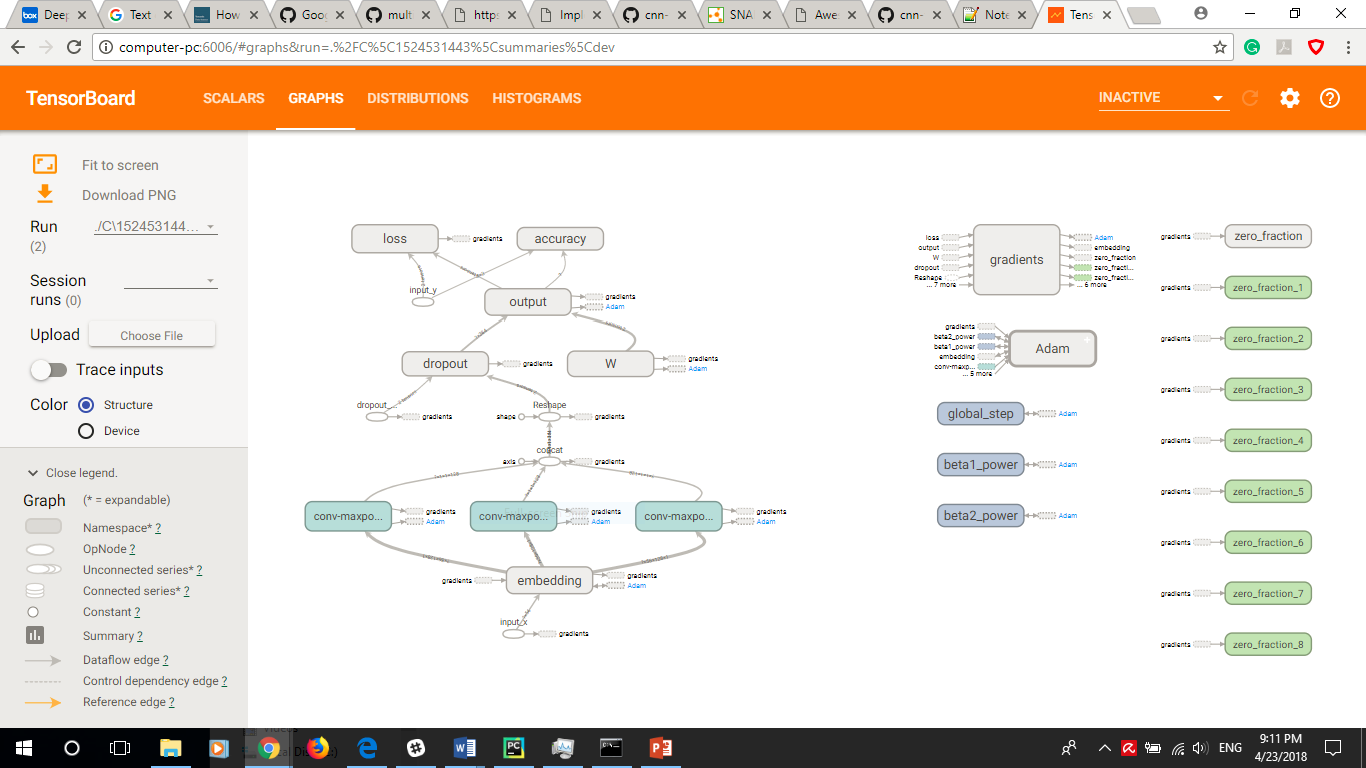 Deep
Text
How
Goog
mult
https
Impl
cnn-
SNA
Awe
cnn-
Note
Tens
computer-pc:6006/#graphs&run=.%2FC%5C1524531443%5Csummaries%5Cdev
TensorBoard
SCALARS
GRAPHS
DISTRIBUTIONS
HISTOGRAMS
INACTIVE
Fit to screen
Download PNG
Run
(2)
./C\152453144...
Session
runs (0)
Upload
Choose File
Trace inputs
Color
Structure
Device
Close legend.
Graph
(* = expandable)
Namespace* ?
OpNode ?
Unconnected series* ?
Connected series* ?
Constant ?
Summary ?
Dataflow edge ?
Control dependency edge ?
Reference edge ?
loss
gradients
accuracy
input_y
output
gradients
Adam
dropout
gradients
W
gradients
Adam
dropout_...
gradients
shape
Reshape
gradients
axis
concat
gradients
conv-maxpo...
gradients
Adam
conv-maxpo...
gradients
Adam
conv-maxpo...
gradients
Adam
gradients
embedding
gradients
Adam
input_x
gradients
loss
output
W
dropout
Reshape
... 7 more
gradients
Adam
embedding
zero_fraction
zero_fracti...
zero_fracti...
... 6 more
gradients
beta2_power
beta1_power
embedding
conv-maxp...
... 5 more
Adam
global_step
Adam
beta1_power
Adam
beta2_power
Adam
gradients
zero_fraction
gradients
zero_fraction_1
gradients
zero_fraction_2
gradients
zero_fraction_3
gradients
zero_fraction_4
gradients
zero_fraction_5
gradients
zero_fraction_6
gradients
zero_fraction_7
gradients
zero_fraction_8
ENG
9:11 PM
4/23/2018